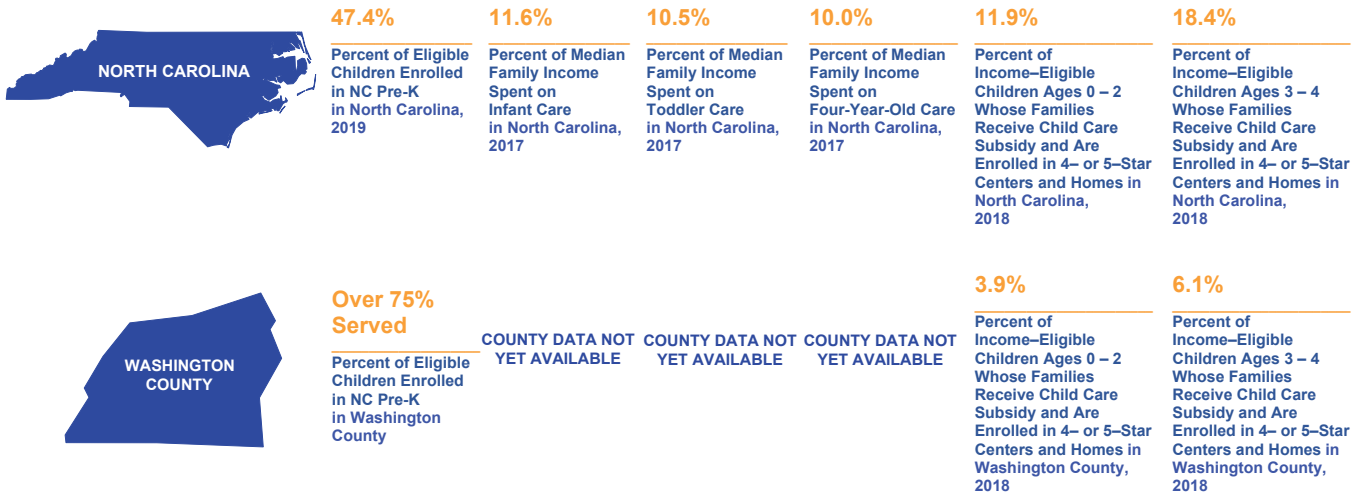 NORTH CAROLINA
47.4%
Percent of Eligible
Children Enrolled
in NC Pre-K
in North Carolina,
2019
11.6%
Percent of Median
Family Income
Spent on
Infant Care
in North Carolina,
2017
10.5%
Percent of Median
Family Income
Spent on
Toddler Care
in North Carolina,
2017
10.0%
Percent of Median
Family Income
Spent on
Four-Year-Old Care
in North Carolina,
2017
11.9%
Percent of
Income–Eligible
Children Ages 0 – 2
Whose Families
Receive Child Care
Subsidy and Are
Enrolled in 4– or 5–Star
Centers and Homes in
North Carolina,
2018
18.4%
Percent of
Income–Eligible
Children Ages 3 – 4
Whose Families
Receive Child Care
Subsidy and Are
Enrolled in 4– or 5–Star
Centers and Homes in
North Carolina,
2018
WASHINGTON
COUNTY
Over 75%
Served
Percent of Eligible
Children Enrolled
in NC Pre-K
in Washington
County
COUNTY DATA NOT
YET AVAILABLE
COUNTY DATA NOT
YET AVAILABLE
COUNTY DATA NOT
YET AVAILABLE
3.9%
Percent of
Income–Eligible
Children Ages 0 – 2
Whose Families
Receive Child Care
Subsidy and Are
Enrolled in 4– or 5–Star
Centers and Homes in
Washington County,
2018
6.1%
Percent of
Income–Eligible
Children Ages 3 – 4
Whose Families
Receive Child Care
Subsidy and Are
Enrolled in 4– or 5–Star
Centers and Homes in
Washington County,
2018